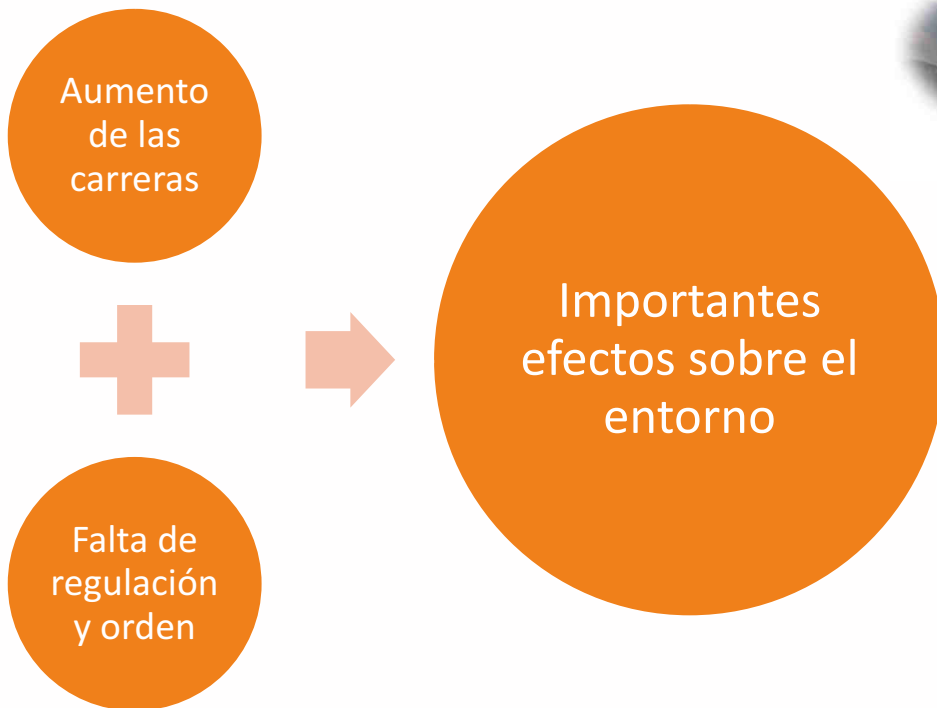 Aumento
de las
carreras
Falta de
regulación
y orden
Importantes
efectos sobre el
entorno